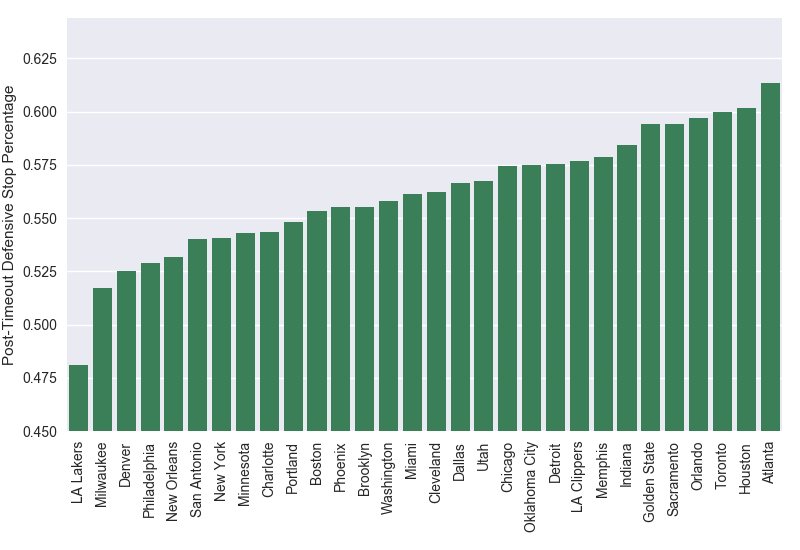 Post-Timeout Defensive Stop Percentage
0.625
0.600
0.575
0.550
0.525
0.500
0.475
0.450
LA Lakers
Milwaukee
Denver
Philadelphia
New Orleans
San Antonio
New York
Minnesota
Charlotte
Portland
Boston
Phoenix
Brooklyn
Washington
Miami
Cleveland
Dallas
Utah
Chicago
Oklahoma City
Detroit
LA Clippers
Memphis
Indiana
Golden State
Sacramento
Orlando
Toronto
Houston
Atlanta